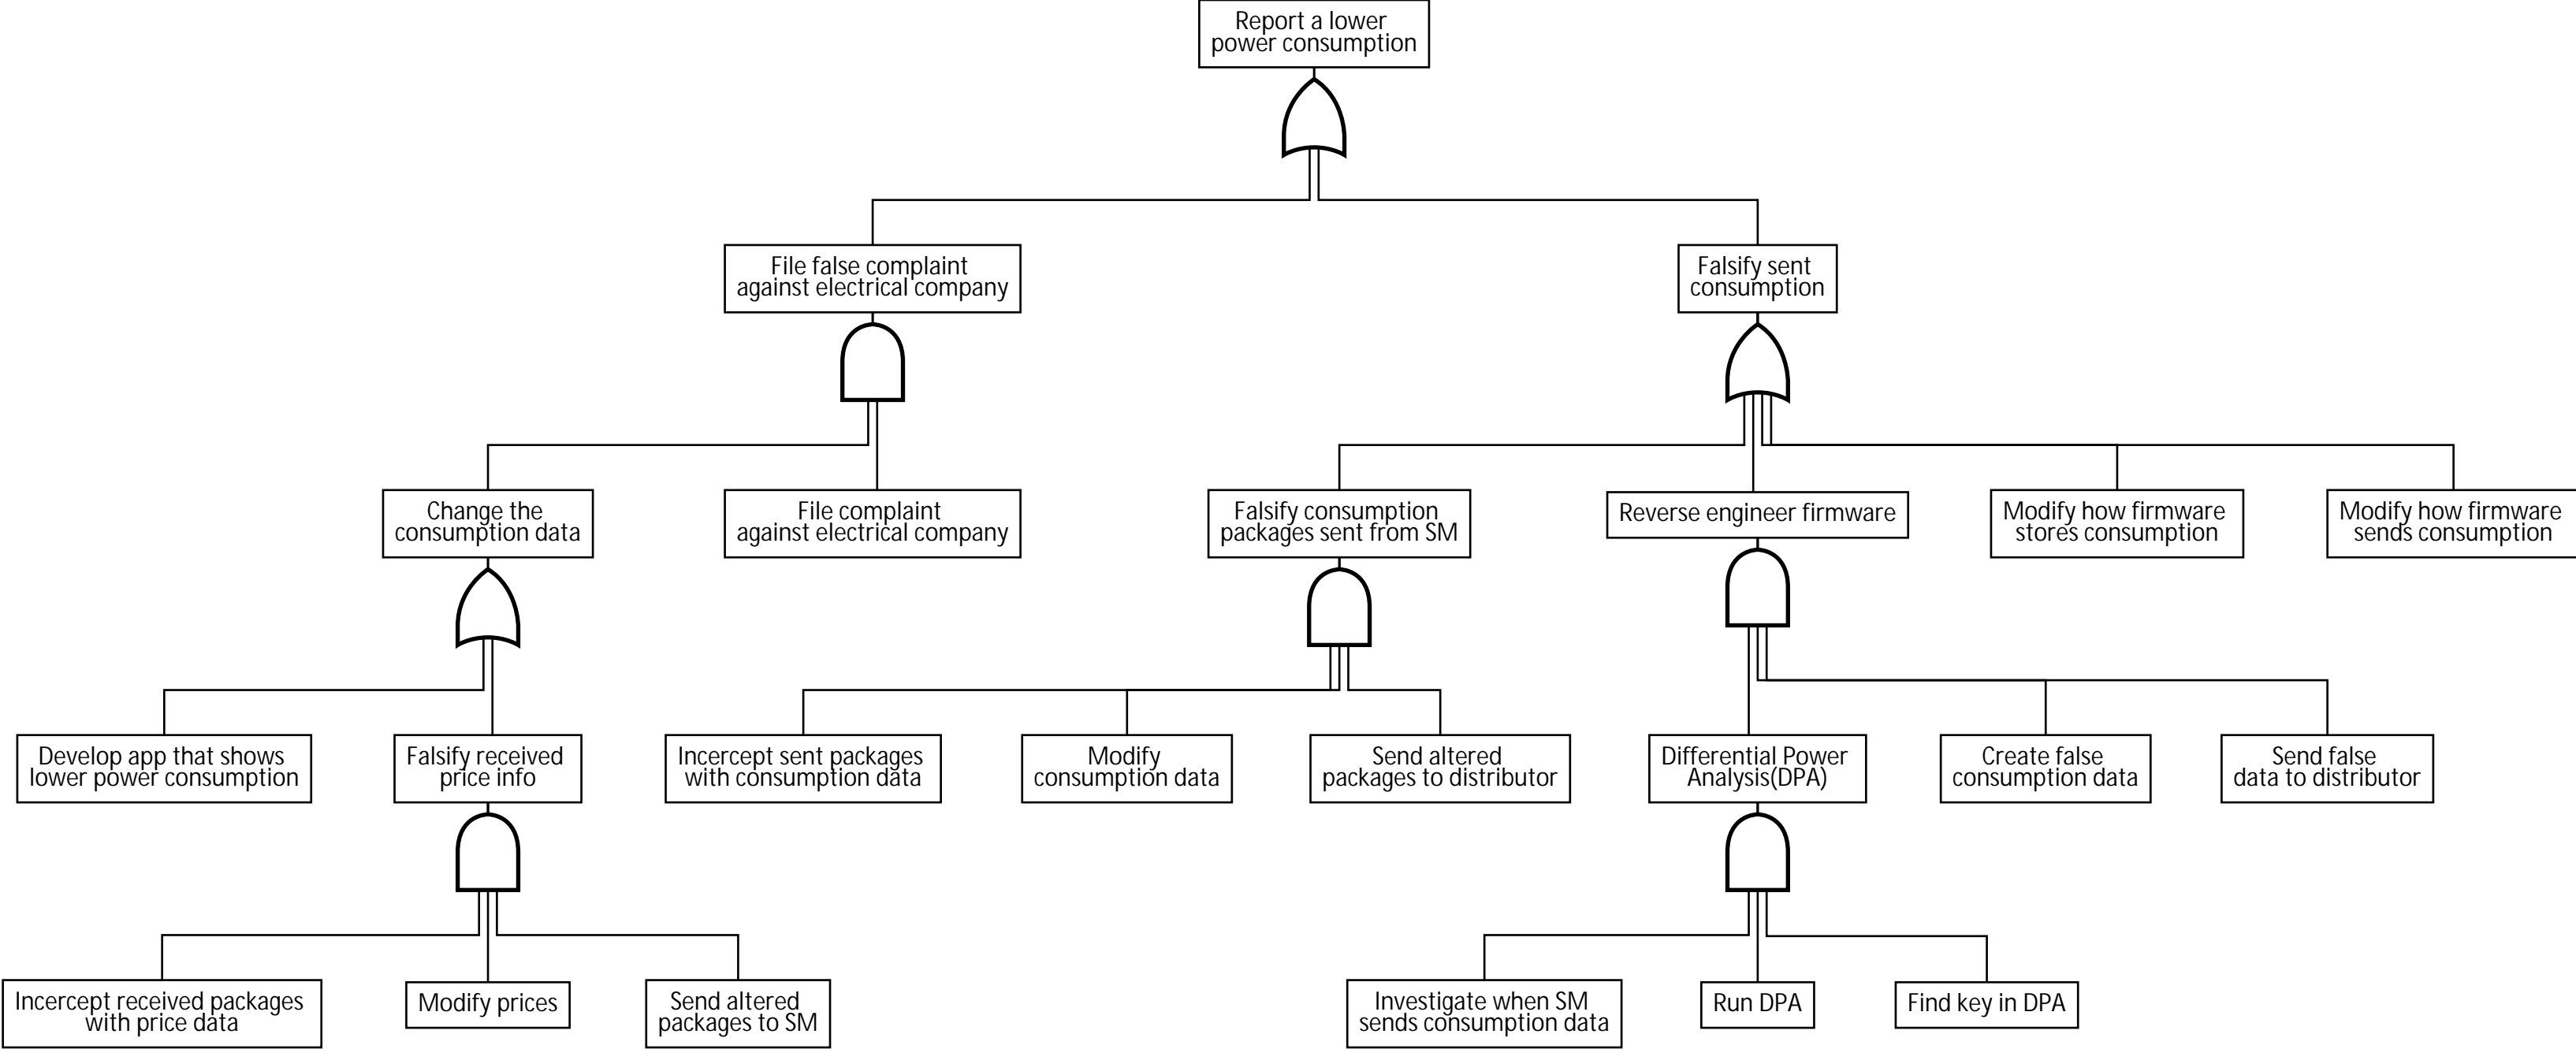 Report a lower
power consumption
File false complaint
against electrical company
Falsify sent
consumption
Change the
consumption data
File complaint
against electrical company
Falsify consumption
packages sent from SM
Reverse engineer firmware
Modify how firmware
stores consumption
Modify how firmware
sends consumption
Develop app that shows
lower power consumption
Falsify received
price info
Incercept sent packages
with consumption data
Modify
consumption data
Send altered
packages to distributor
Differential Power
Analysis(DPA)
Create false
consumption data
Send false
data to distributor
Incercept received packages
with price data
Modify prices
Send altered
packages to SM
Investigate when SM
sends consumption data
Run DPA
Find key in DPA